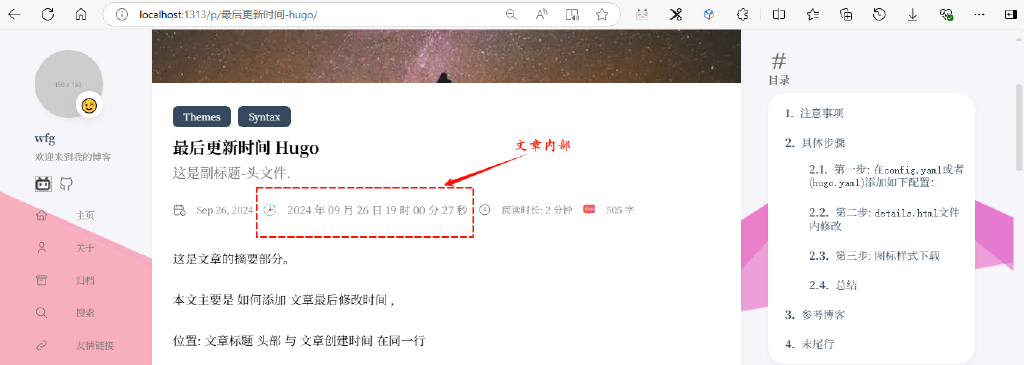 localhost:1313/p/最后更新时间-hugo/
150 x 150
wfg
欢迎来到我的博客
主页
关于
归档
搜索
友情链接
Themes
Syntax
最后更新时间 Hugo
这是副标题-头文件.
文章内部
Sep 26, 2024
2024 年 09 月 26 日 19 时 00 分 27 秒
阅读时长: 2 分钟
505 字
这是文章的摘要部分。
本文主要是 如何添加 文章最后修改时间 ,
位置: 文章标题 头部 与 文章创建时间 在同一行
#
目录
1. 注意事项
2. 具体步骤
2.1. 第一步: 在config.yaml或者
(hugo.yaml)添加如下配置:
2.2. 第二步: details.html文件
内修改
2.3. 第三步: 图标样式下载
2.4. 总结
3. 参考博客
4. 末尾行